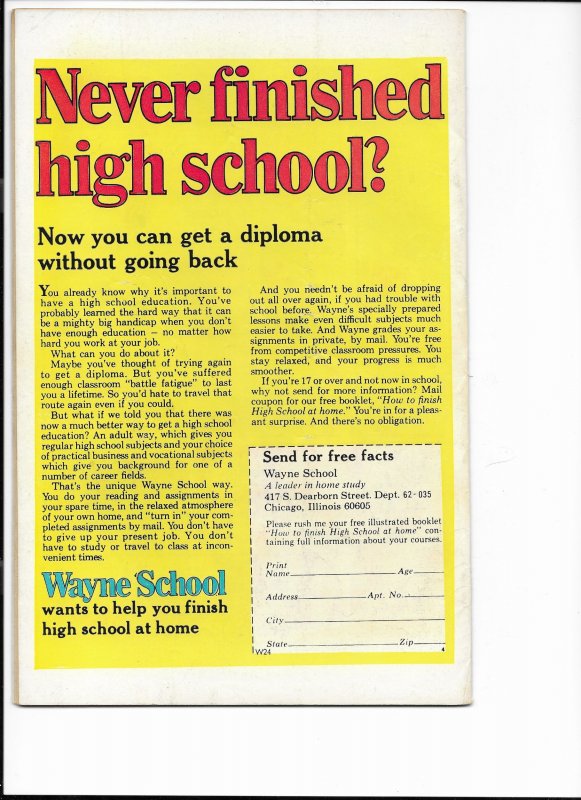 Never finished
high school?
Now you can get a diploma
without going back
You already know why it's important to
have a high school education. You've
probably learned the hard way that it can
be a mighty big handicap when you don't
have enough education — no matter how
hard you work at your job.
What can you do about it?
Maybe you've thought of trying again
to get a diploma. But you've suffered
enough classroom "battle fatigue" to last
you a lifetime. So you'd hate to travel that
route again even if you could.
But what if we told you that there was
now a much better way to get a high school
education? An adult way, which gives you
regular high school subjects and your choice
of practical business and vocational subjects
which give you background for one of a
number of career fields.
That's the unique Wayne School way.
You do your reading and assignments in
your spare time, in the relaxed atmosphere
of your own home, and "turn in" your com-
pleted assignments by mail. You don't have
to give up your present job. You don't
have to study or travel to class at incon-
venient times.
Wayne School
wants to help you finish
high school at home
And you needn't be afraid of dropping
out all over again, if you had trouble with
school before. Wayne's specially prepared
lessons make even difficult subjects much
easier to take. And Wayne grades your as-
signments in private, by mail. You're free
from competitive classroom pressures. You
stay relaxed, and your progress is much
smoother.
If you're 17 or over and not now in school,
why not send for more information? Mail
coupon for our free booklet, "How to finish
High School at home." You're in for a pleas-
ant surprise. And there's no obligation.
Send for free facts
Wayne School
A leader in home study
417 S. Dearborn Street. Dept. 62-035
Chicago, Illinois 60605
Please rush me your free illustrated booklet
"How to finish High School at home" con-
taining full information about your courses.
Print
Name Age
Address Apt. No.
City
State Zip
W24 4